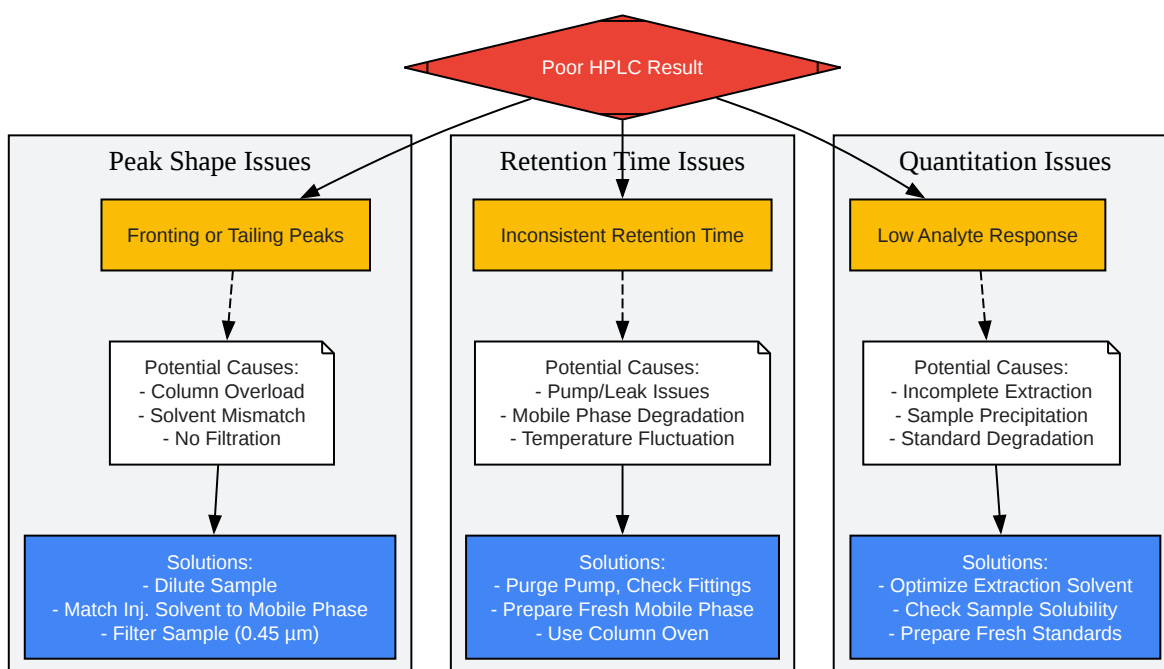 Poor HPLC Result
Peak Shape Issues
Fronting or Tailing Peaks
Potential Causes:
- Column Overload
- Solvent Mismatch
- No Filtration
Solutions:
- Dilute Sample
- Match Inj. Solvent to Mobile Phase
- Filter Sample (0.45 µm)
Retention Time Issues
Inconsistent Retention Time
Potential Causes:
- Pump/Leak Issues
- Mobile Phase Degradation
- Temperature Fluctuation
Solutions:
- Purge Pump, Check Fittings
- Prepare Fresh Mobile Phase
- Use Column Oven
Quantitation Issues
Low Analyte Response
Potential Causes:
- Incomplete Extraction
- Sample Precipitation
- Standard Degradation
Solutions:
- Optimize Extraction Solvent
- Check Sample Solubility
- Prepare Fresh Standards